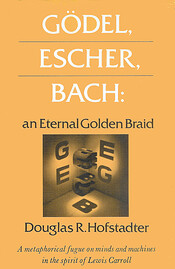 GÖDEL,
ESCHER,
BACH:
an Eternal Golden Braid
Douglas R. Hofstadter
A metaphorical fugue on minds and machines
in the spirit of Lewis Carroll